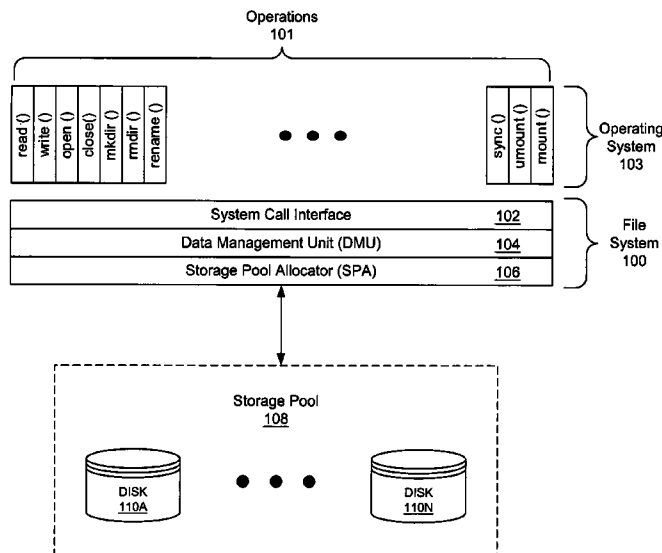 Operations
101
read ()
write ()
open ()
close()
mkdir ()
rmdir ()
rename ()
sync ()
umount ()
mount ()
Operating
System
103
System Call Interface 102
Data Management Unit (DMU) 104
Storage Pool Allocator (SPA) 106
File
System
100
Storage Pool
108
DISK
110A
DISK
110N